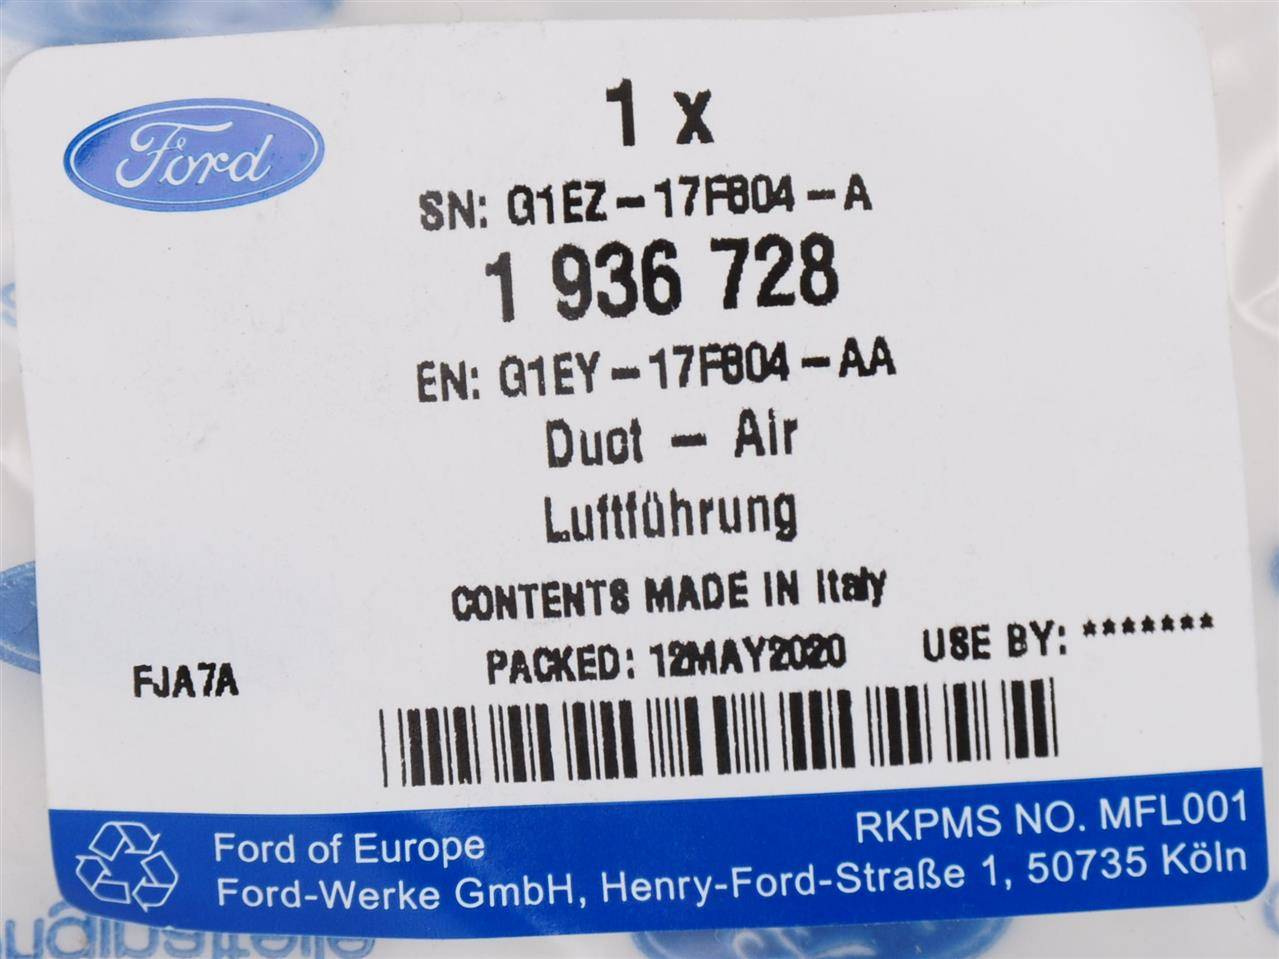 Ford
1 x
SN: G1EZ-17F804-A
1 936 728
EN: G1EY-17F804-AA
Duct - Air
Luftführung
CONTENTS MADE IN Italy
PACKED: 12MAY2020 USE BY: *******
FJA7A
RKPMS NO. MFL001
Ford of Europe
Ford-Werke GmbH, Henry-Ford-Straße 1, 50735 Köln